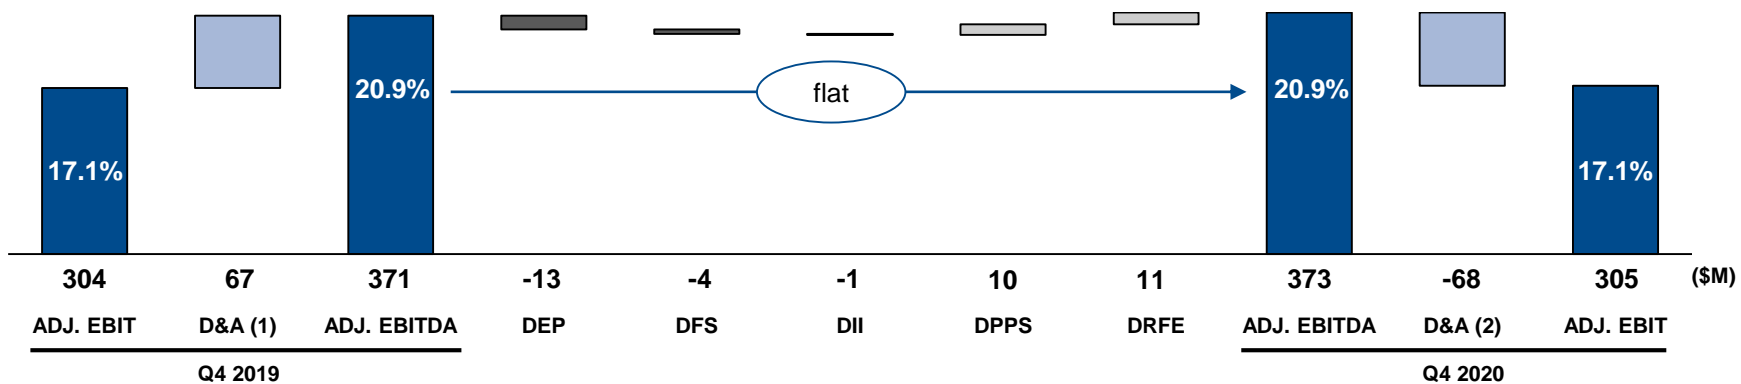 20.9%
flat
20.9%
17.1%
17.1%
304 67 371 -13 -4 -1 10 11 373 -68 305 ($M)
ADJ. EBIT D&A (1) ADJ. EBITDA DEP DFS DII DPPS DRFE ADJ. EBITDA D&A (2) ADJ. EBIT
Q4 2019 Q4 2020